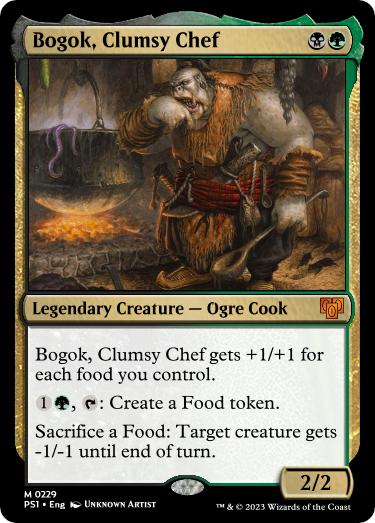 Bogok, Clumsy Chef
Legendary Creature — Ogre Cook
Bogok, Clumsy Chef gets +1/+1 for
each food you control.
1, : Create a Food token.
Sacrifice a Food: Target creature gets
-1/-1 until end of turn.
2/2
M 0229
PS1 • Eng Unknown Artist
™ & © 2023 Wizards of the Coast